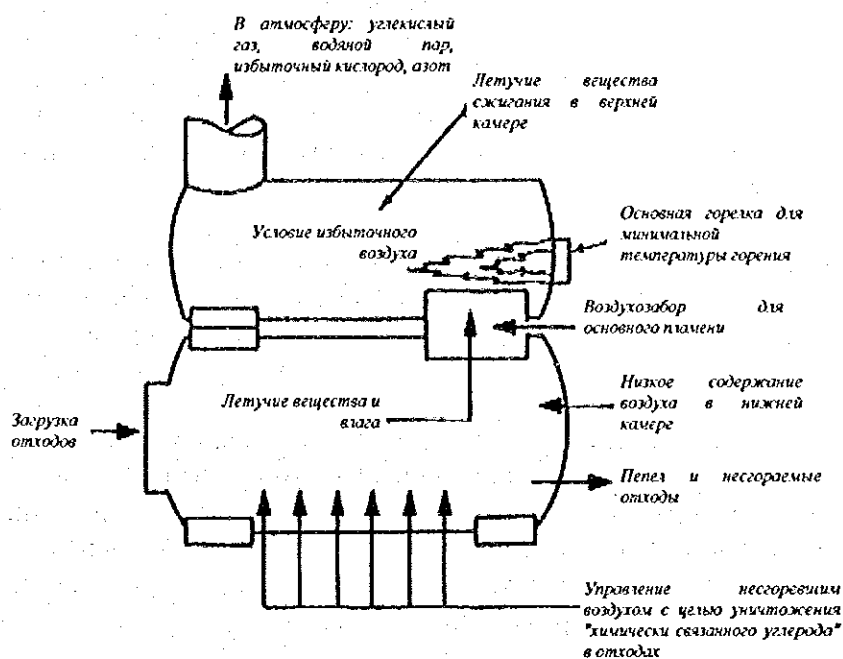 В атмосферу: углекислый
газ, водяной пар,
избыточный кислород, азот
Летучие вещества
сжигания в верхней
камере
Условие избыточного
воздуха
Основная горелка для
минимальной
температуры горения
Воздухозабор для
основного пламени
Летучие вещества и
влага
Низкое содержание
воздуха в нижней
камере
Загрузка
отходов
Пепел и несгораемые
отходы
Управление несгоревшим
воздухом с целью уничтожения
"химически связанного углерода"
в отходах